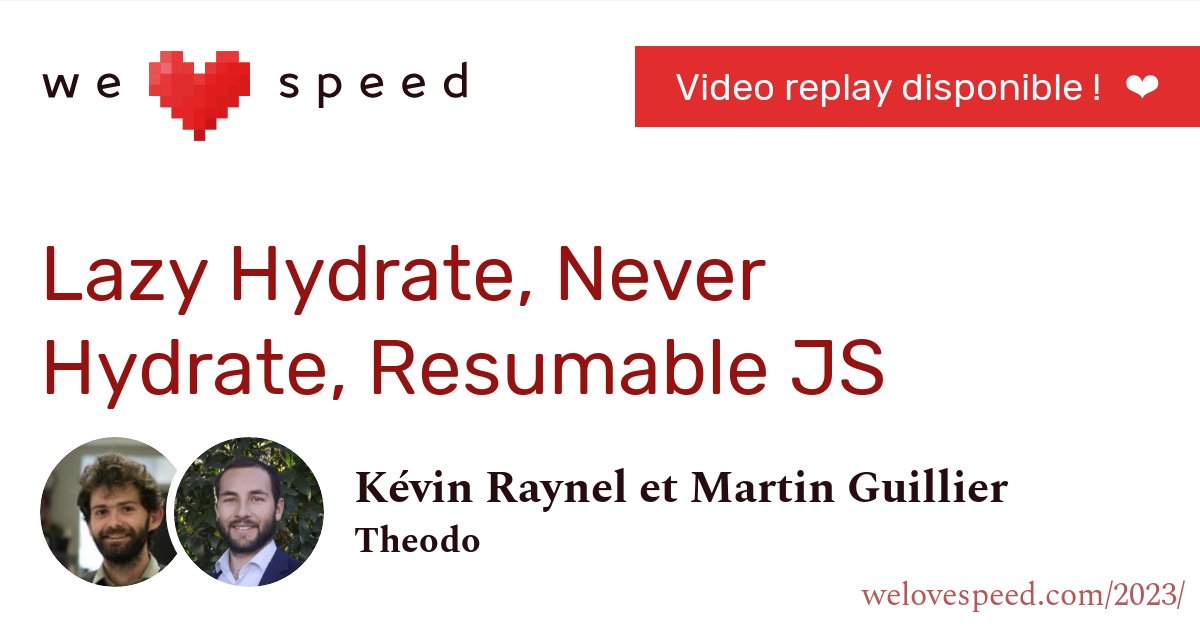 we speed
Video replay disponible ! ❤
Lazy Hydrate, Never
Hydrate, Resumable JS
Kévin Raynel et Martin Guillier
Theodo
welovespeed.com/2023/